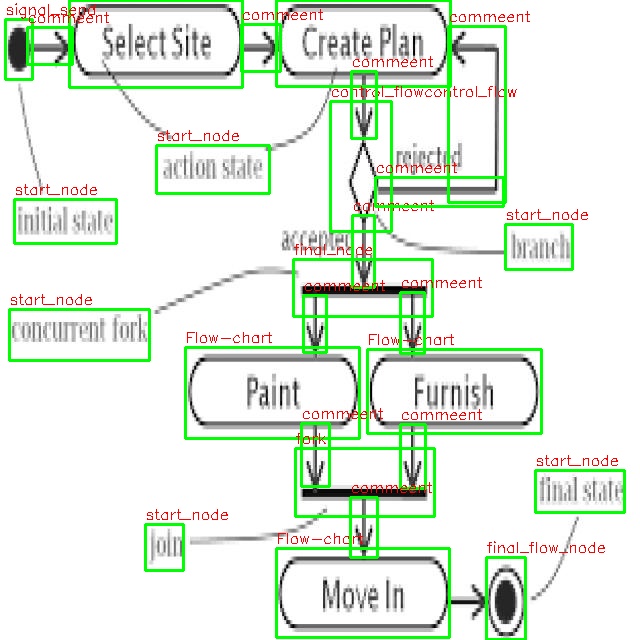 signal_send
commeent
commeent
commeent
commeent
Select Site
Create Plan
commeent
control_flowcontrol_flow
start_node
action state
rejected
commeent
start_node
initial state
commeent
start_node
branch
accepted
final_node
commeent
commeent
start_node
concurrent fork
Flow-chart
Flow-chart
Paint
Furnish
commeent
commeent
fork
start_node
final state
commeent
start_node
join
Flow-chart
final_flow_node
Move In